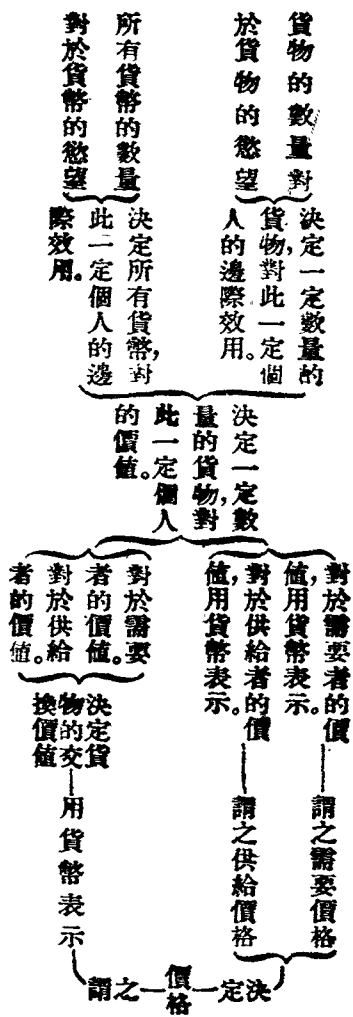 貨物的數量對
於貨物的慾望
所有貨幣的數量
對於貨幣的慾望
決定一定數量的
貨物，對此一定個
人的邊際效用。
決定所有貨幣，對
此一定個人的邊
際效用。
決定一定數
量的貨物，對
此一定個人
的價値。
對於需要者的價
値，用貨幣表示。
對於供給者的價
値，用貨幣表示。
對於需要
者的價値。
對於供給
者的價値。
謂之需要價格
謂之供給價格
決定貨
物的交
換價値
用貨幣表示
決定
價格
謂之